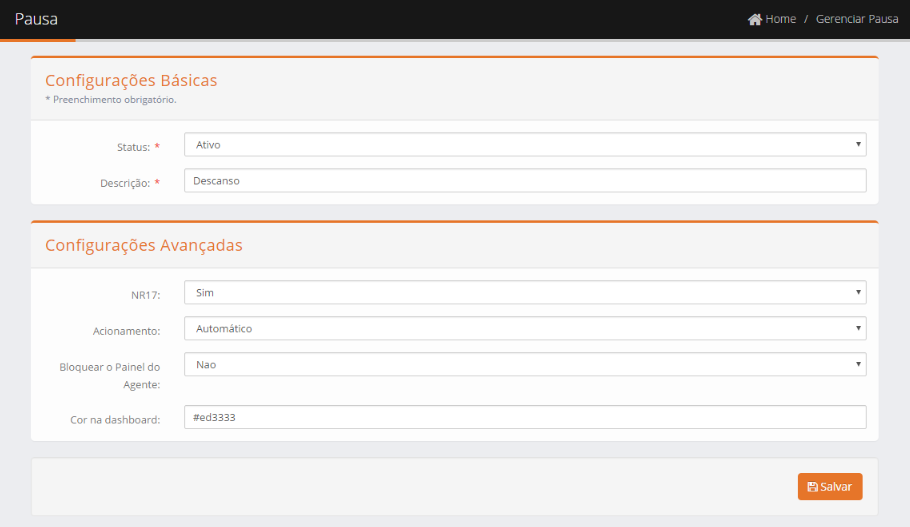 Pausa
Home / Gerenciar Pausa
Configurações Básicas
* Preenchimento obrigatório.
Status: * Ativo
Descrição: * Descanso
Configurações Avançadas
NR17: Sim
Acionamento: Automático
Bloquear o Painel do Agente: Nao
Cor na dashboard: #ed3333
Salvar